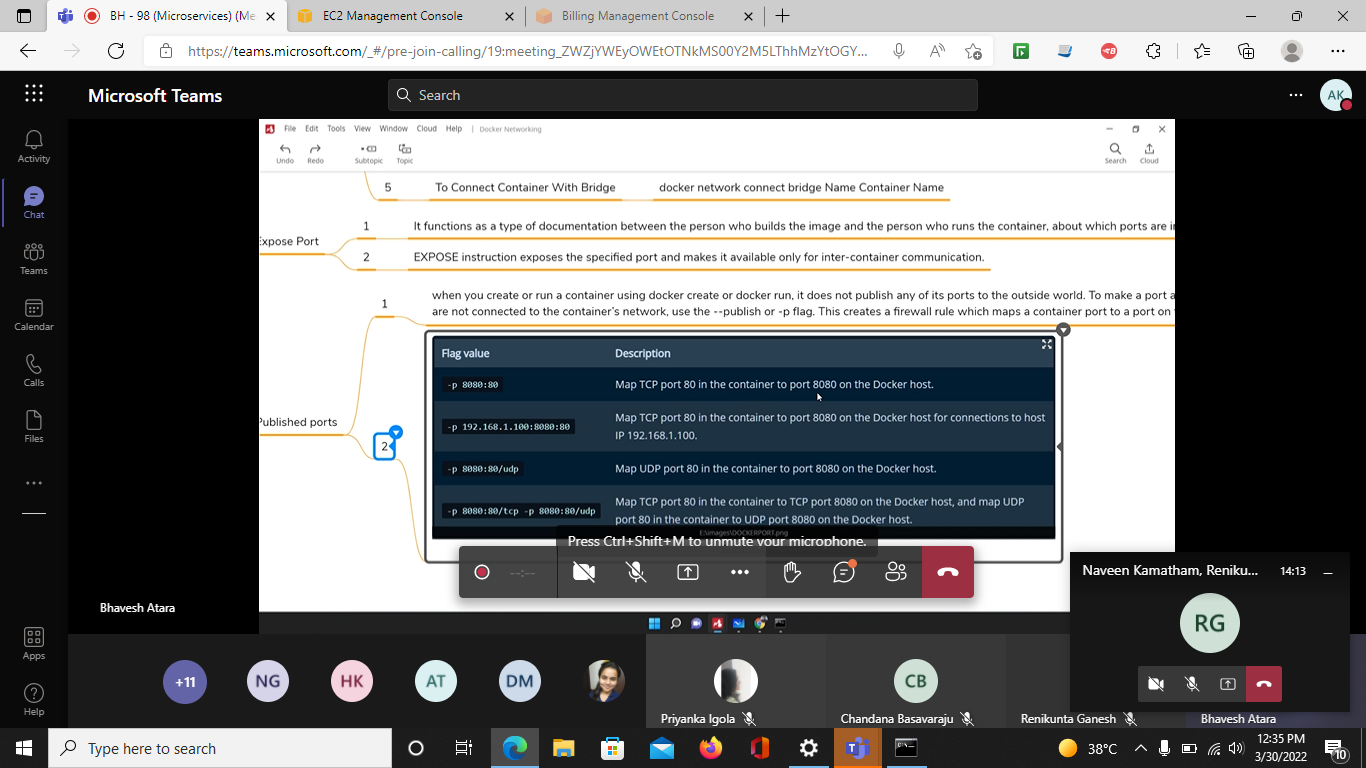 BH - 98 (Microservices) (Me
EC2 Management Console
Billing Management Console
https://teams.microsoft.com/_#/pre-join-calling/19:meeting_ZWZjYWEyOWEtOTNkMS00Y2M5LThhMzYtOGY...
Microsoft Teams
Search
AK
Activity
Chat
Teams
Calendar
Calls
Files
Apps
Help
File Edit Tools View Window Cloud Help | Docker Networking
Undo Redo Subtopic Topic Search Cloud
5 To Connect Container With Bridge docker network connect bridge Name Container Name
Expose Port
1 It functions as a type of documentation between the person who builds the image and the person who runs the container, about which ports are
2 EXPOSE instruction exposes the specified port and makes it available only for inter-container communication.
Published ports
1 when you create or run a container using docker create or docker run, it does not publish any of its ports to the outside world. To make a port a
are not connected to the container's network, use the --publish or -p flag. This creates a firewall rule which maps a container port to a port on
2
Flag value Description
-p 8080:80 Map TCP port 80 in the container to port 8080 on the Docker host.
-p 192.168.1.100:8080:80 Map TCP port 80 in the container to port 8080 on the Docker host for connections to host
IP 192.168.1.100.
-p 8080:80/udp Map UDP port 80 in the container to port 8080 on the Docker host.
-p 8080:80/tcp -p 8080:80/udp Map TCP port 80 in the container to TCP port 8080 on the Docker host, and map UDP
port 80 in the container to UDP port 8080 on the Docker host.
E:\images\DOCKERPORT.png
Press Ctrl+Shift+M to unmute your microphone.
--:--
Bhavesh Atara
Naveen Kamatham, Reniku... 14:13
RG
+11 NG HK AT DM CB
Priyanka Igola
Chandana Basavaraju
Renikunta Ganesh
Bhavesh Atara
Type here to search
38°C
12:35 PM
3/30/2022
10